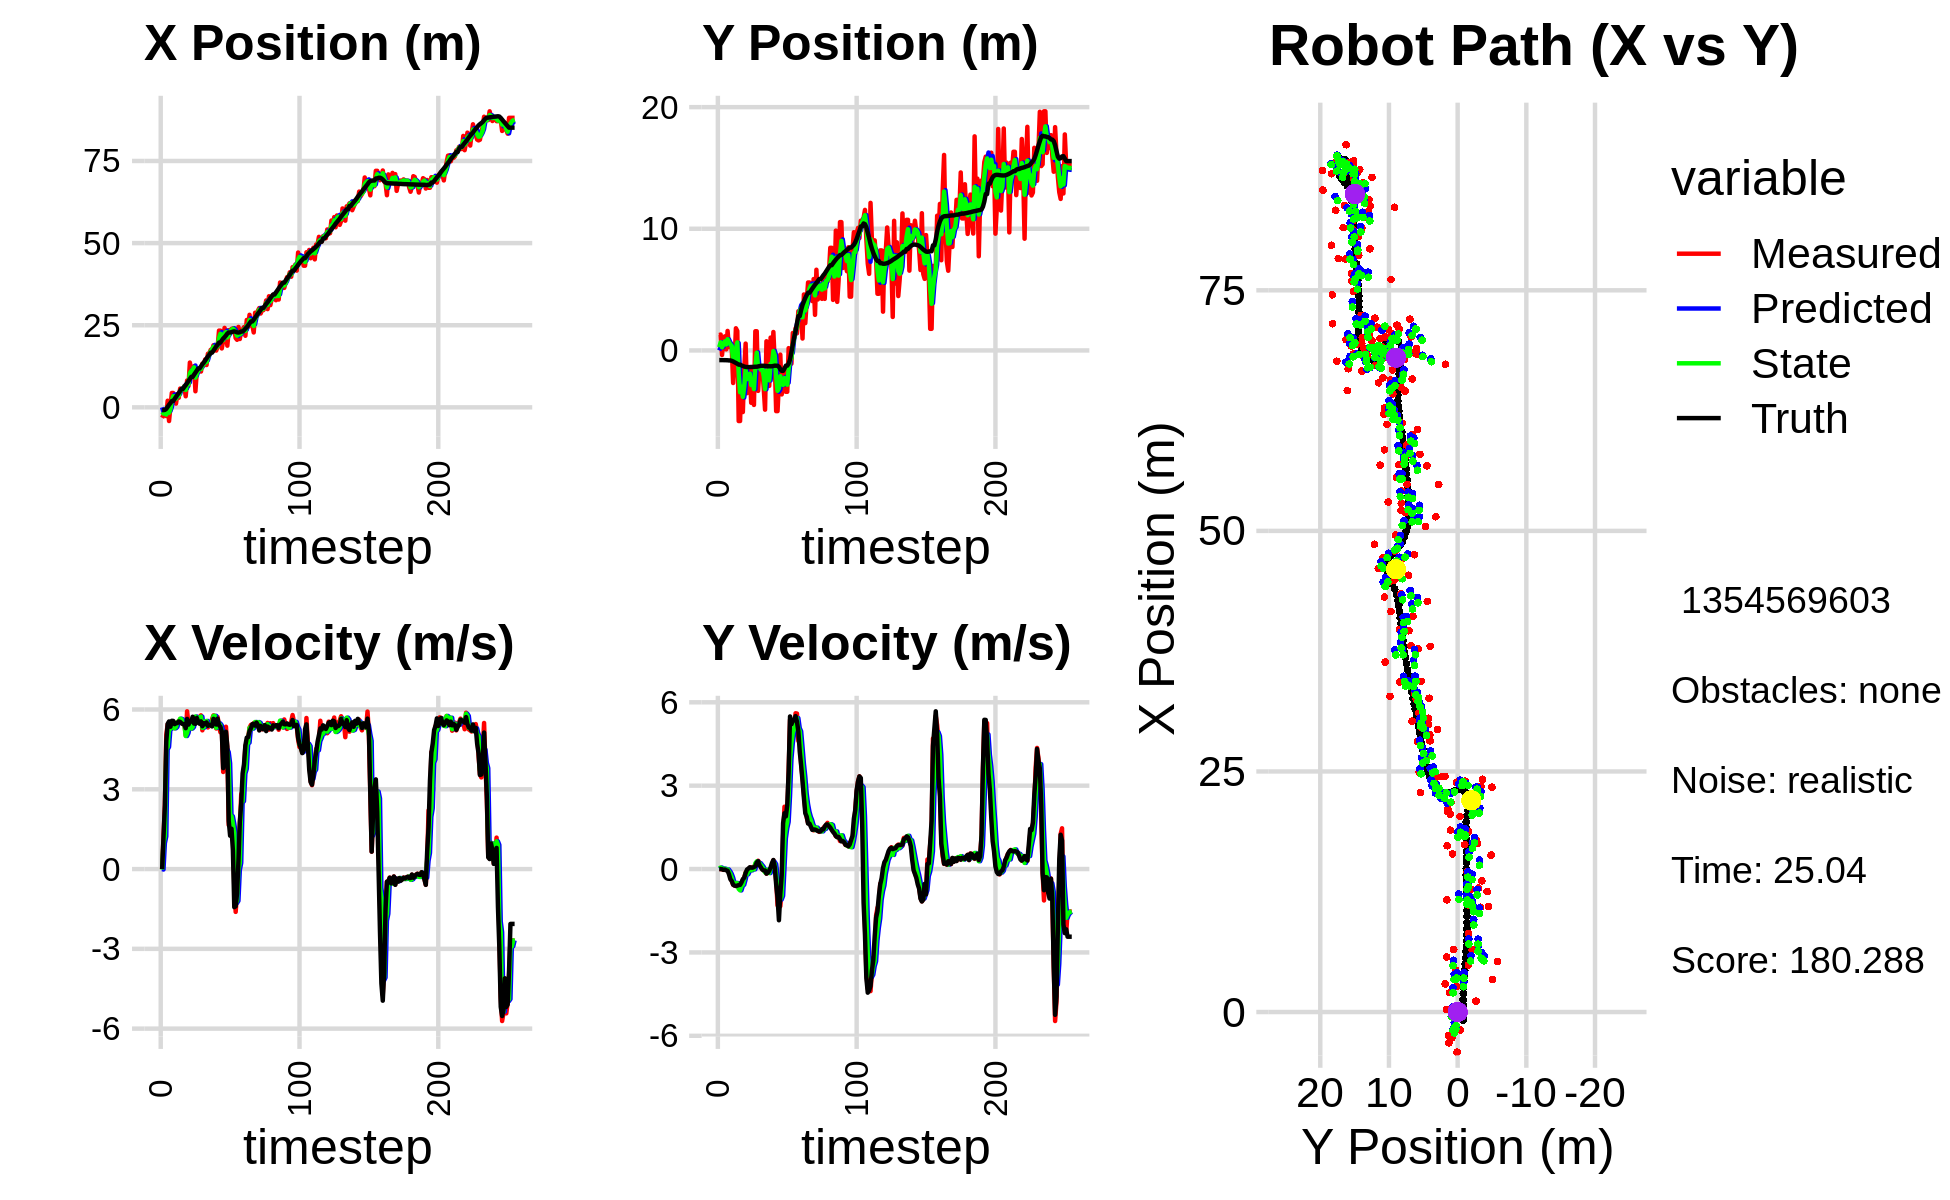 X Position (m)
75
50
25
0
0
100
200
timestep
Y Position (m)
20
10
0
0
100
200
timestep
X Velocity (m/s)
6
3
0
-3
-6
0
100
200
timestep
Y Velocity (m/s)
6
3
0
-3
-6
0
100
200
timestep
Robot Path (X vs Y)
X Position (m)
75
50
25
0
20 10 0 -10 -20
Y Position (m)
variable
Measured
Predicted
State
Truth
1354569603
Obstacles: none
Noise: realistic
Time: 25.04
Score: 180.288